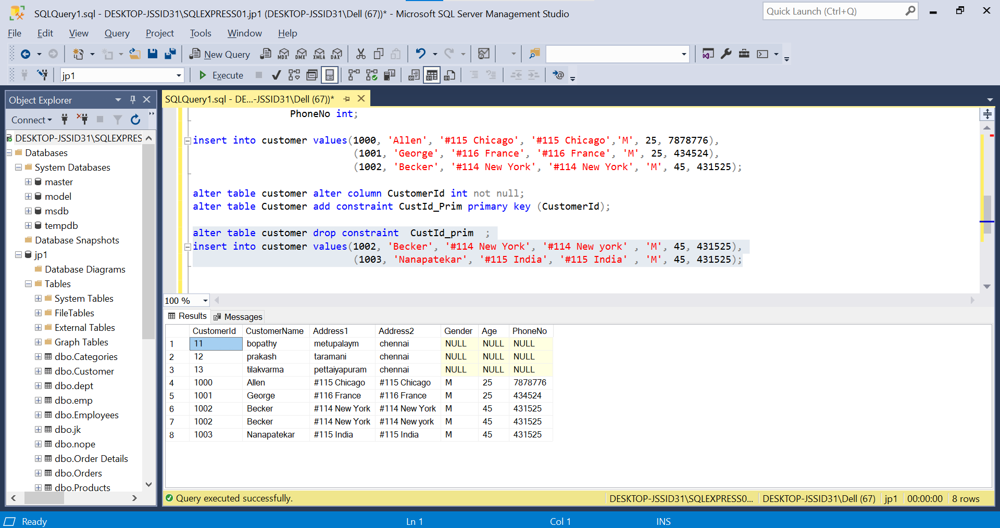 SQLQuery1.sql - DESKTOP-JSSID31\SQLEXPRESS01.jp1 (DESKTOP-JSSID31\Dell (67))* - Microsoft SQL Server Management Studio
Quick Launch (Ctrl+Q)
File Edit View Query Project Tools Window Help
New Query MDX DMX XMLA DAX
jp1 Execute
Object Explorer
Connect
DESKTOP-JSSID31\SQLEXPRES
Databases
System Databases
master
model
msdb
tempdb
Database Snapshots
jp1
Database Diagrams
Tables
System Tables
FileTables
External Tables
Graph Tables
dbo.Categories
dbo.Customer
dbo.dept
dbo.emp
dbo.Employees
dbo.jk
dbo.nope
dbo.Order Details
dbo.Orders
dbo.Products
SQLQuery1.sql - DE...-JSSID31\Dell (67))*
PhoneNo int;
insert into customer values(1000, 'Allen', '#115 Chicago', '#115 Chicago','M', 25, 7878776),
(1001, 'George', '#116 France', '#116 France', 'M', 25, 434524),
(1002, 'Becker', '#114 New York', '#114 New York', 'M', 45, 431525);
alter table customer alter column CustomerId int not null;
alter table Customer add constraint CustId_Prim primary key (CustomerId);
alter table customer drop constraint  CustId_prim  ;
insert into customer values(1002, 'Becker', '#114 New York', '#114 New york' , 'M', 45, 431525),
(1003, 'Nanapatekar', '#115 India', '#115 India' , 'M', 45, 431525);
100 %
Results Messages
CustomerId CustomerName Address1 Address2 Gender Age PhoneNo
1 11 bopathy metupalaym chennai NULL NULL NULL
2 12 prakash taramani chennai NULL NULL NULL
3 13 tilakvarma pettaiyapuram chennai NULL NULL NULL
4 1000 Allen #115 Chicago #115 Chicago M 25 7878776
5 1001 George #116 France #116 France M 25 434524
6 1002 Becker #114 New York #114 New York M 45 431525
7 1002 Becker #114 New York #114 New york M 45 431525
8 1003 Nanapatekar #115 India #115 India M 45 431525
Query executed successfully. DESKTOP-JSSID31\SQLEXPRESS0... DESKTOP-JSSID31\Dell (67) jp1 00:00:00 8 rows
Ready Ln 1 Col 1 INS